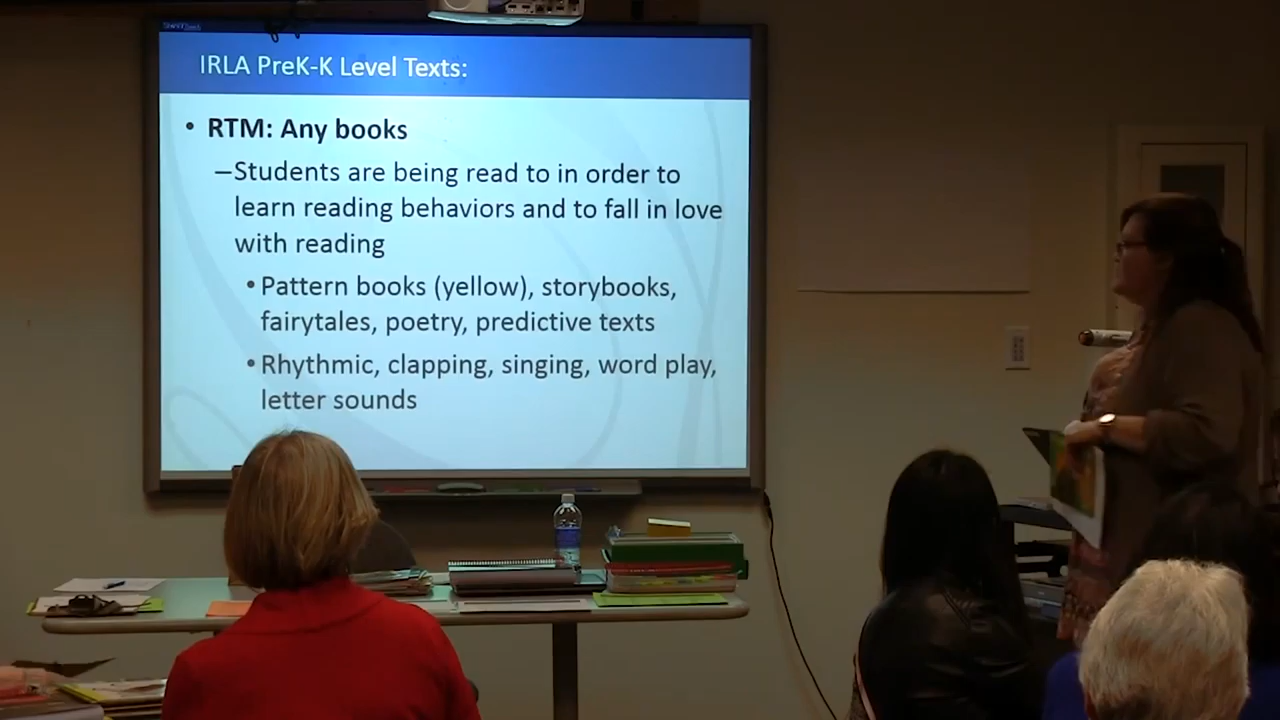 IRLA PreK-K Level Texts:
• RTM: Any books
–Students are being read to in order to
learn reading behaviors and to fall in love
with reading
• Pattern books (yellow), storybooks,
fairytales, poetry, predictive texts
• Rhythmic, clapping, singing, word play,
letter sounds